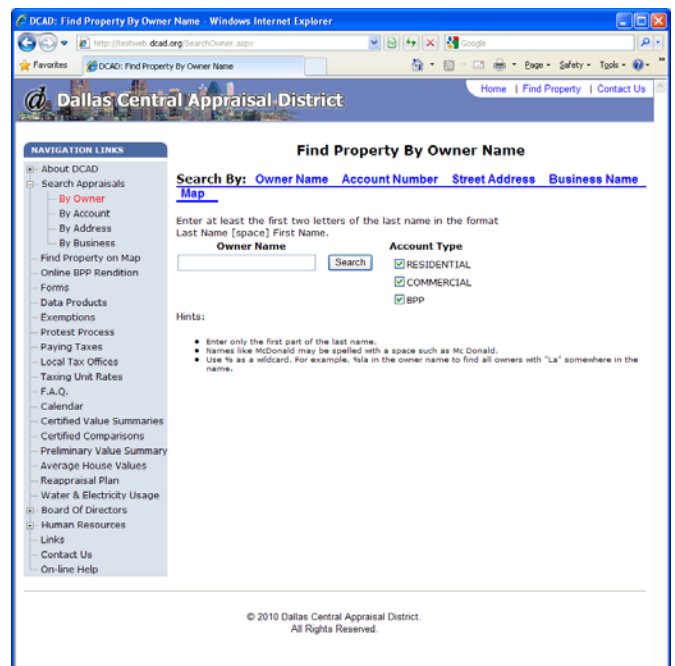 DCAD: Find Property By Owner Name - Windows Internet Explorer
http://testweb.dcad.org/SearchOwner.aspx
Google
Favorites
DCAD: Find Property By Owner Name
Page
Safety
Tools
Dallas Central Appraisal District
Home | Find Property | Contact Us
NAVIGATION LINKS
About DCAD
Search Appraisals
By Owner
By Account
By Address
By Business
Find Property on Map
Online BPP Rendition
Forms
Data Products
Exemptions
Protest Process
Paying Taxes
Local Tax Offices
Taxing Unit Rates
F.A.Q.
Calendar
Certified Value Summaries
Certified Comparisons
Preliminary Value Summary
Average House Values
Reappraisal Plan
Water & Electricity Usage
Board Of Directors
Human Resources
Links
Contact Us
On-line Help
Find Property By Owner Name
Search By: Owner Name Account Number Street Address Business Name
Map
Enter at least the first two letters of the last name in the format
Last Name [space] First Name.
Owner Name Account Type
Search RESIDENTIAL
COMMERCIAL
BPP
Hints:
Enter only the first part of the last name.
Names like McDonald may be spelled with a space such as Mc Donald.
Use % as a wildcard. For example, %la in the owner name to find all owners with "La" somewhere in the
name.
© 2010 Dallas Central Appraisal District.
All Rights Reserved.